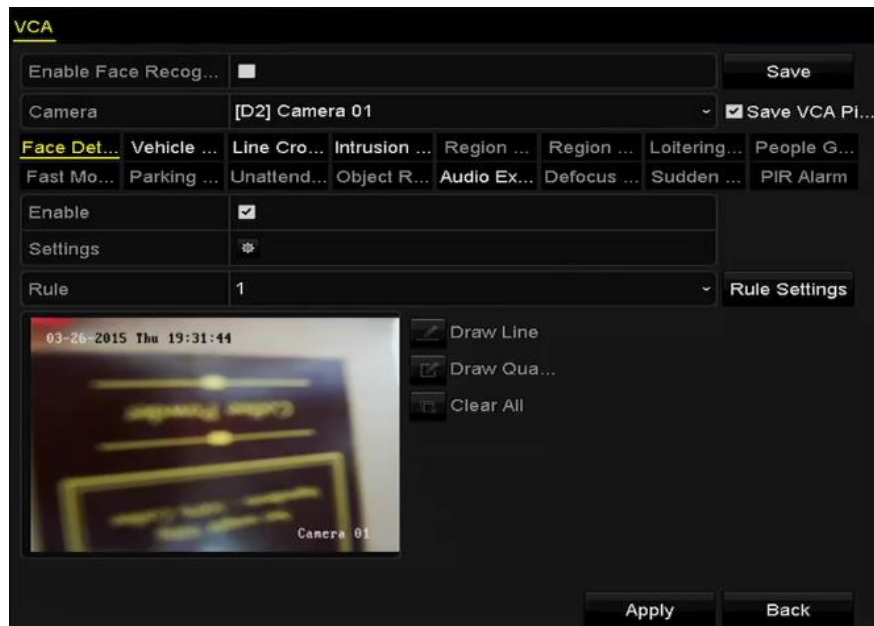 VCA
Enable Face Recog...
Save
Camera [D2] Camera 01
Save VCA Pi...
Face Det... Vehicle ... Line Cro... Intrusion ... Region ... Region ... Loitering... People G...
Fast Mo... Parking ... Unattend... Object R... Audio Ex... Defocus ... Sudden ... PIR Alarm
Enable
Settings
Rule 1 Rule Settings
03-26-2015 Thu 19:31:44
Draw Line
Draw Qua...
Clear All
Camera 01
Apply Back